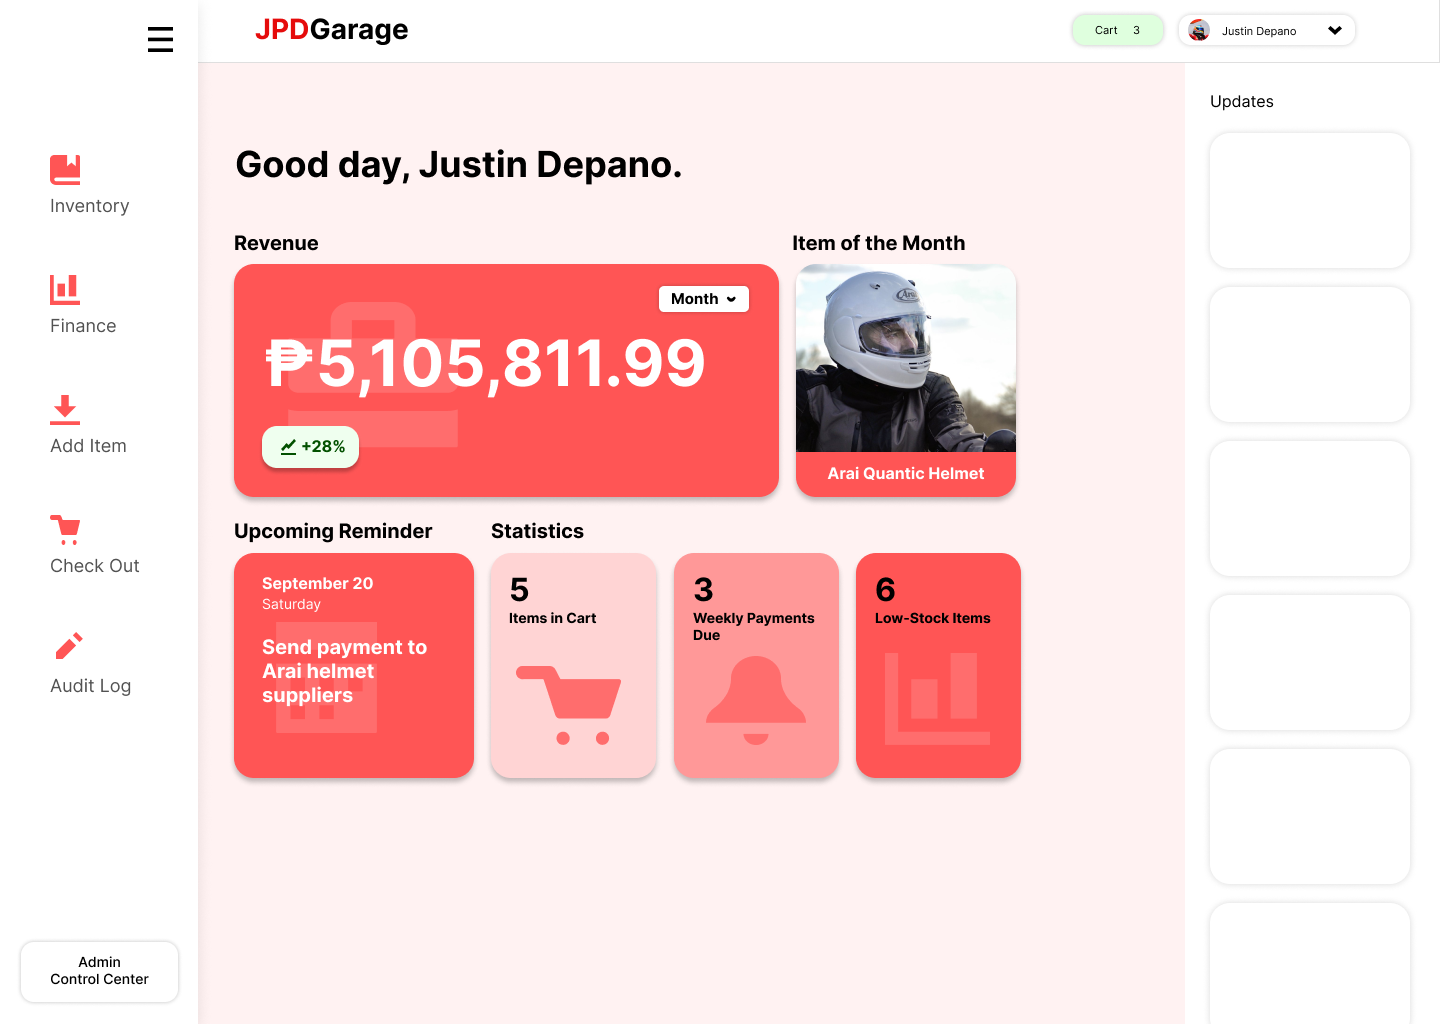 JPDGarage
Cart 3
Justin Depano
Inventory
Finance
Add Item
Check Out
Audit Log
Admin
Control Center
Good day, Justin Depano.
Revenue
Month
₱5,105,811.99
+28%
Item of the Month
Arai
Arai Quantic Helmet
Upcoming Reminder
September 20
Saturday
Send payment to
Arai helmet
suppliers
Statistics
5
Items in Cart
3
Weekly Payments
Due
6
Low-Stock Items
Updates